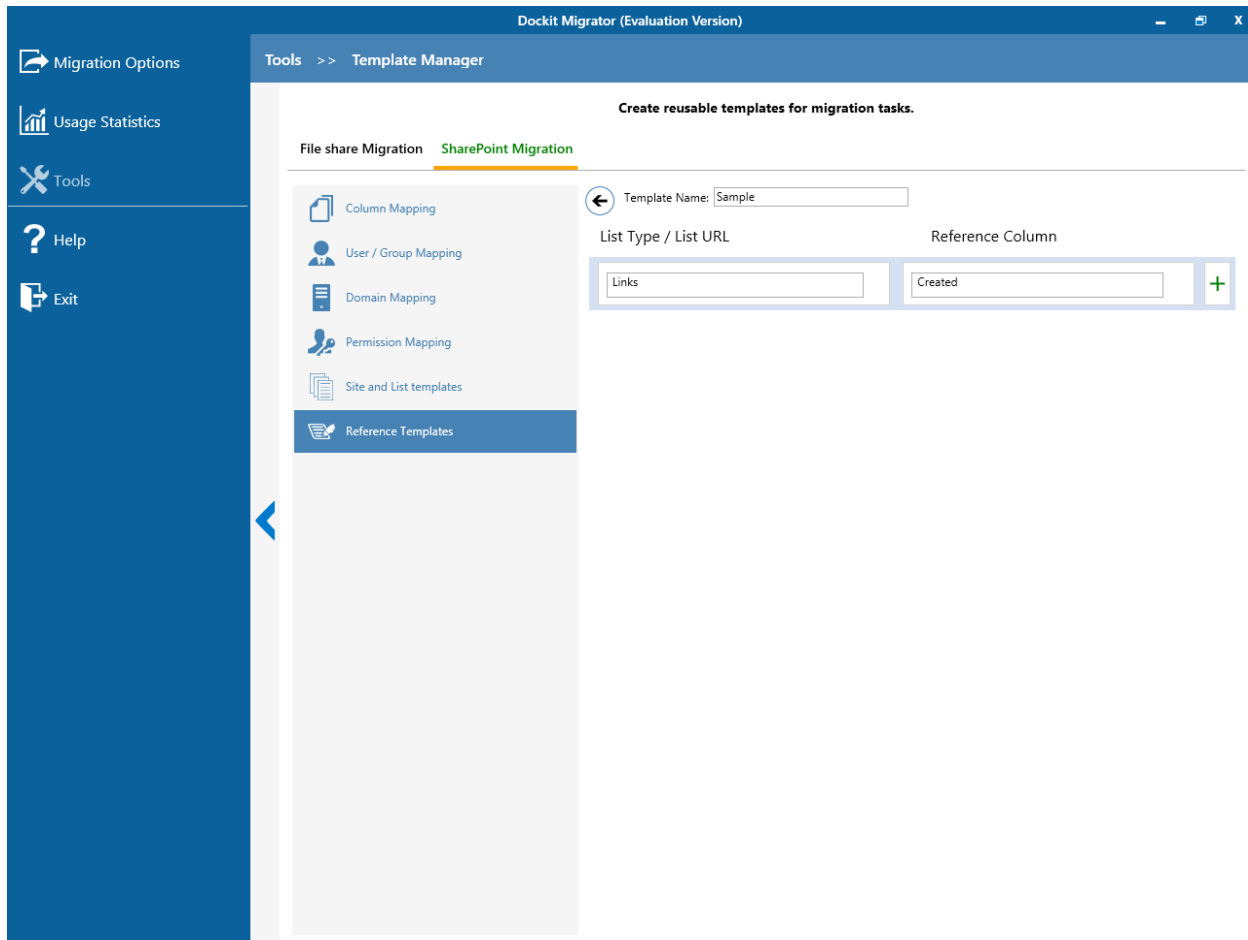 Dockit Migrator (Evaluation Version)
X
Migration Options
Usage Statistics
Tools
Help
Exit
Tools >> Template Manager
Create reusable templates for migration tasks.
File share Migration SharePoint Migration
Column Mapping
User / Group Mapping
Domain Mapping
Permission Mapping
Site and List templates
Reference Templates
Template Name: Sample
List Type / List URL Reference Column
Links Created